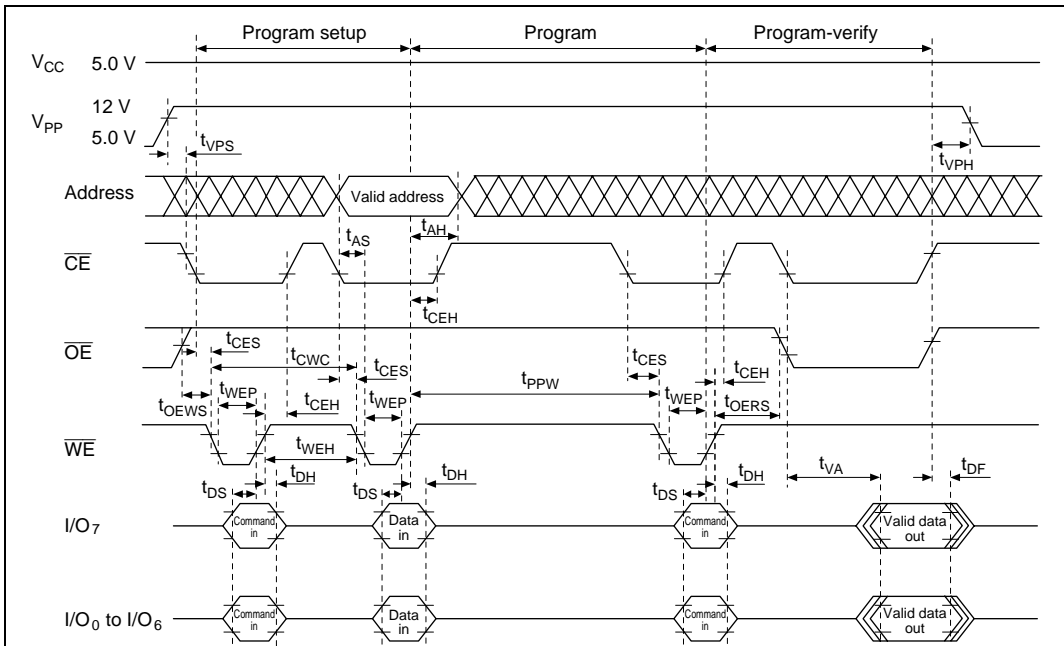 Program setup Program Program-verify
VCC 5.0 V
12 V
VPP
5.0 V
tVPS
tVPH
Address Valid address
tAS tAH
CE
tCEH
OE
tCES tCWC tCES tCES tCEH
tOEWS tWEP tCEH tWEP tPPW tWEP tOERS
WE
tWEH
tDS tDH tDS tDH tDS tDH tVA tDF
I/O7 Command in Data in Command in Valid data out
I/O0 to I/O6 Command in Data in Command in Valid data out